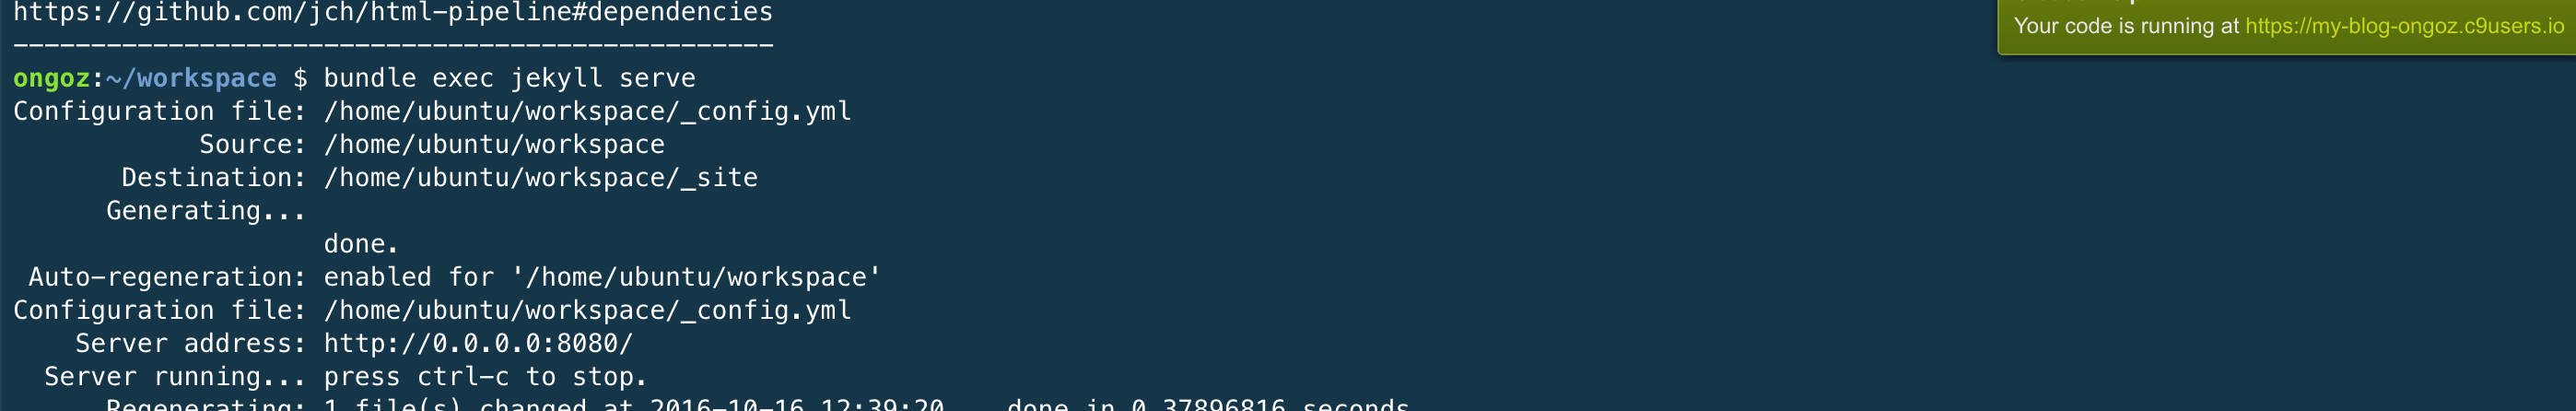 https://github.com/jch/html-pipeline#dependencies
-------------------------------------------------
Your code is running at https://my-blog-ongoz.c9users.io
ongoz:~/workspace $ bundle exec jekyll serve
Configuration file: /home/ubuntu/workspace/_config.yml
Source: /home/ubuntu/workspace
Destination: /home/ubuntu/workspace/_site
Generating...
done.
Auto-regeneration: enabled for '/home/ubuntu/workspace'
Configuration file: /home/ubuntu/workspace/_config.yml
Server address: http://0.0.0.0:8080/
Server running... press ctrl-c to stop.
Regenerating: 1 file(s) changed at 2016-10-16 12:39:20 ...done in 0.37896816 seconds.